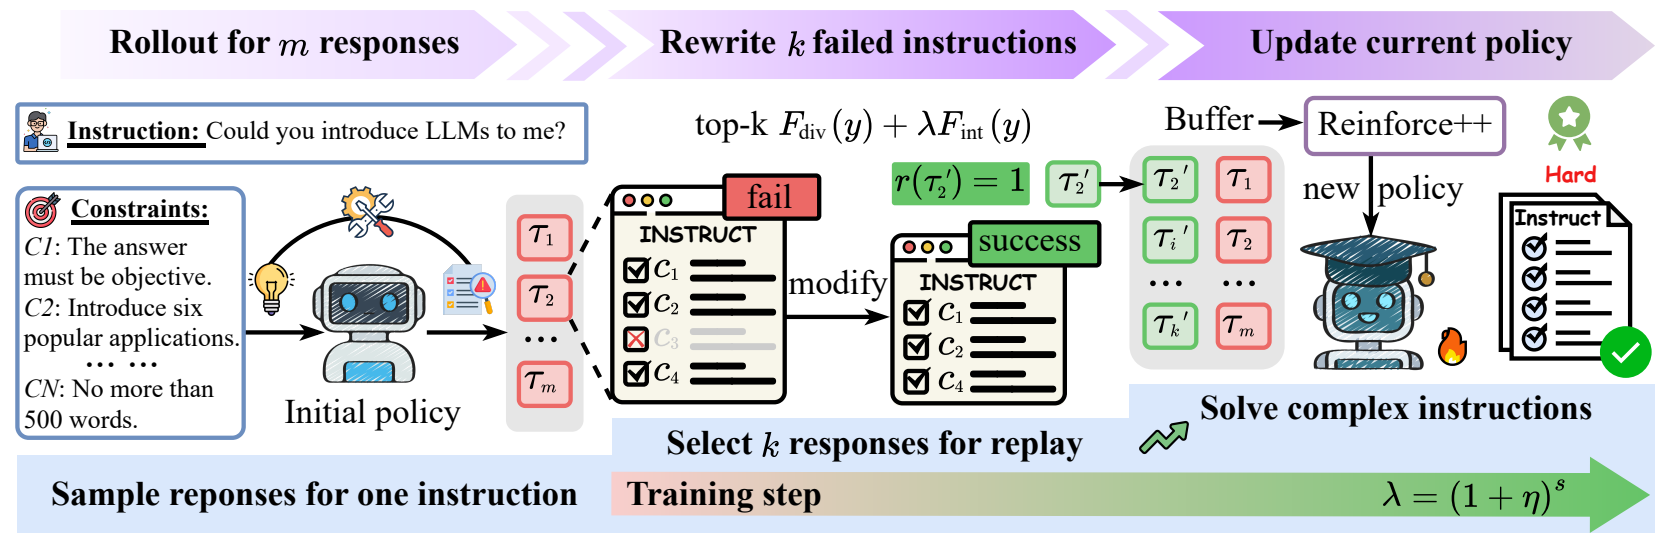 Rollout for m responses
Rewrite k failed instructions
Update current policy
Instruction: Could you introduce LLMs to me?
Constraints:
C1: The answer
must be objective.
C2: Introduce six
popular applications.
... ...
CN: No more than
500 words.
Initial policy
τ₁
τ₂
...
τₘ
top-k F_div(y) + λF_int(y)
fail
INSTRUCT
c₁
c₂
c₃
c₄
modify
r(τ₂′) = 1
τ₂′
success
INSTRUCT
c₁
c₂
c₄
Buffer
Reinforce++
τ₂′ τ₁
τᵢ′ τ₂
... ...
τₖ′ τₘ
new policy
Hard
Instruct
Sample reponses for one instruction
Select k responses for replay
Solve complex instructions
Training step
λ = (1 + η)ˢ